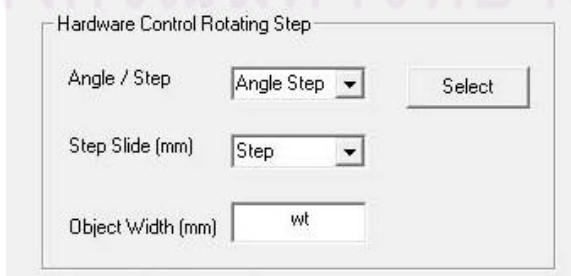 Hardware Control Rotating Step
Angle / Step Angle Step Select
Step Slide (mm) Step
Object Width (mm) wt